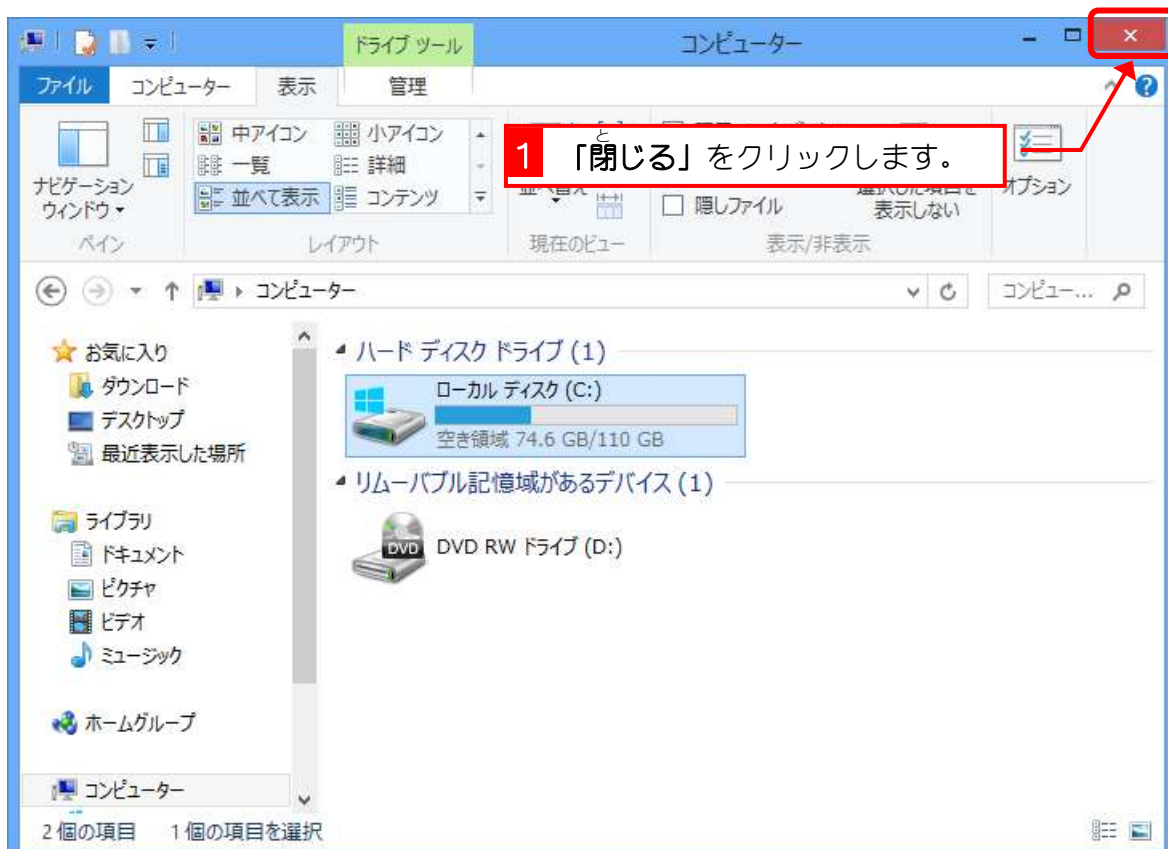 ドライブ ツール コンピューター
ファイル コンピューター 表示 管理
と
1 「閉じる」をクリックします。
中アイコン 小アイコン
一覧 詳細
並べて表示 コンテンツ
ナビゲーション
ウィンドウ
並べ替え
隠しファイル
選択した項目を
表示しない
オプション
ペイン レイアウト 現在のビュー 表示/非表示
コンピューター コンピュー...
お気に入り
ダウンロード
デスクトップ
最近表示した場所
ライブラリ
ドキュメント
ピクチャ
ビデオ
ミュージック
ホームグループ
コンピューター
ハード ディスク ドライブ (1)
ローカル ディスク (C:)
空き領域 74.6 GB/110 GB
リムーバブル記憶域があるデバイス (1)
DVD
DVD RW ドライブ (D:)
2個の項目 1個の項目を選択